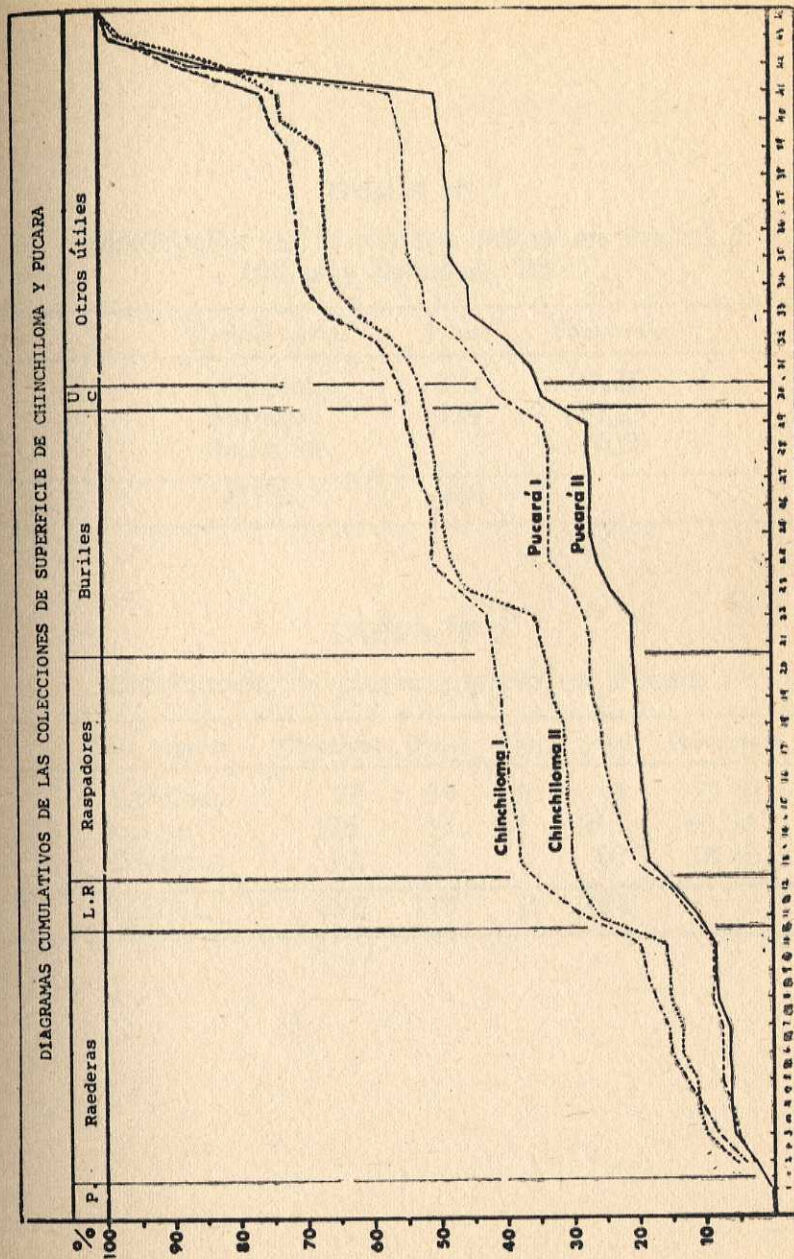 DIAGRAMAS CUMULATIVOS DE LAS COLECCIONES DE SUPERFICIE DE CHINCHILOMA Y PUCARA
%
P.
Raederas
L.R
Raspadores
Buriles
U.
c
Otros útiles
100
90
80
70
60
50
40
30
20
10
Chinchiloma I
Chinchiloma II
Pucará I
Pucará II